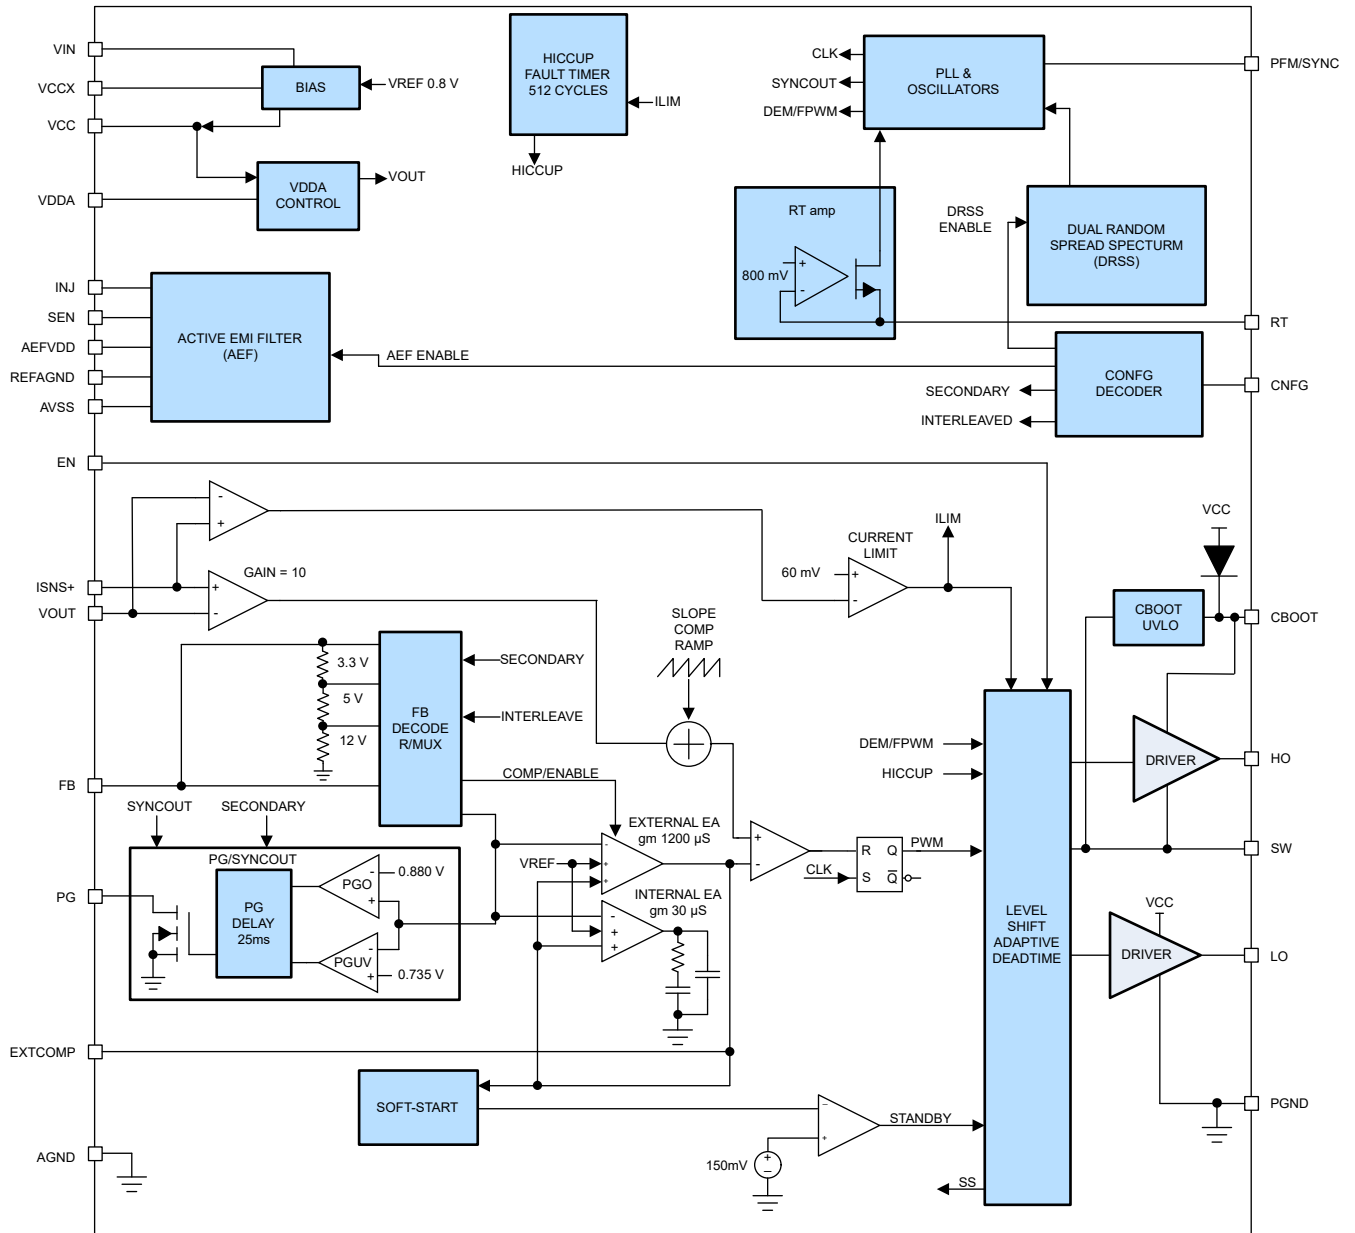 VIN
VCCX
VCC
VDDA
BIAS
VREF 0.8 V
VDDA
CONTROL
VOUT
HICCUP
FAULT TIMER
512 CYCLES
ILIM
HICCUP
CLK
SYNCOUT
DEM/FPWM
PLL &
OSCILLATORS
PFM/SYNC
RT amp
800 mV
+
-
DRSS
ENABLE
DUAL RANDOM
SPREAD SPECTURM
(DRSS)
RT
INJ
SEN
AEFVDD
REFAGND
AVSS
ACTIVE EMI FILTER
(AEF)
AEF ENABLE
CONFG
DECODER
SECONDARY
INTERLEAVED
CNFG
EN
-
+
ISNS+
VOUT
+
-
GAIN = 10
CURRENT
LIMIT
60 mV
+
-
ILIM
VCC
CBOOT
UVLO
CBOOT
SLOPE
COMP
RAMP
3.3 V
5 V
12 V
FB
DECODE
R/MUX
SECONDARY
INTERLEAVE
COMP/ENABLE
FB
DEM/FPWM
HICCUP
DRIVER
HO
SYNCOUT
SECONDARY
PG/SYNCOUT
PG
PG
DELAY
25ms
PGO
-
+
0.880 V
PGUV
-
+
0.735 V
EXTERNAL EA
gm 1200 µS
VREF
-
+
+
INTERNAL EA
gm 30 µS
-
+
+
+
-
CLK
R
Q
S
Q
PWM
SW
LEVEL
SHIFT
ADAPTIVE
DEADTIME
VCC
DRIVER
LO
EXTCOMP
SOFT-START
−
+
STANDBY
150mV
+
−
SS
PGND
AGND